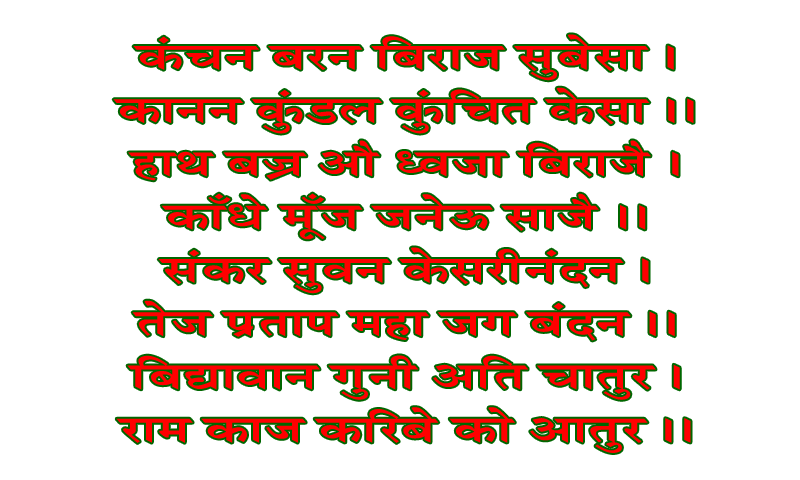 कंचन बरन बिराज सुबेसा ।
कानन कुंडल कुंचित केसा ।।
हाथ बज्र औ ध्वजा बिराजै ।
काँधे मूँज जनेऊ साजै ।।
संकर सुवन केसरीनंदन ।
तेज प्रताप महा जग बंदन ।।
बिद्यावान गुनी अति चातुर ।
राम काज करिबे को आतुर ।।